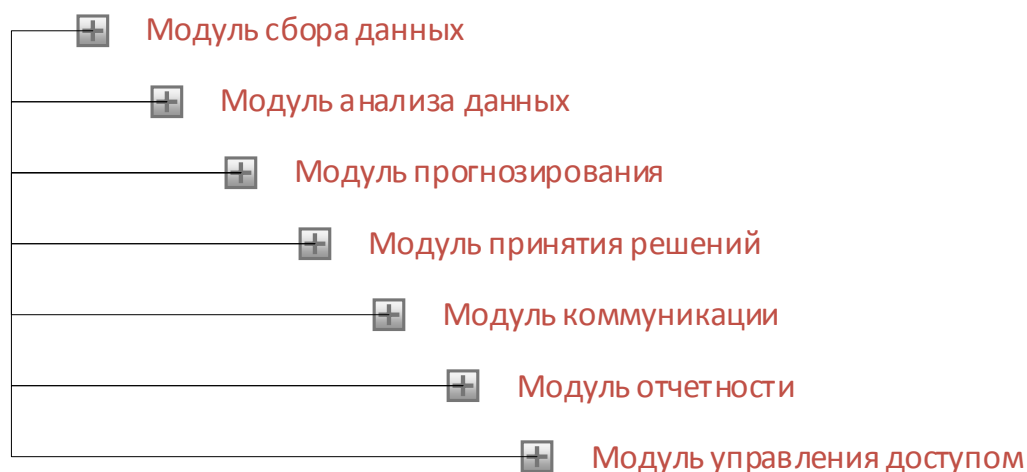 Модуль сбора данных
Модуль анализа данных
Модуль прогнозирования
Модуль принятия решений
Модуль коммуникации
Модуль отчетности
Модуль управления доступом